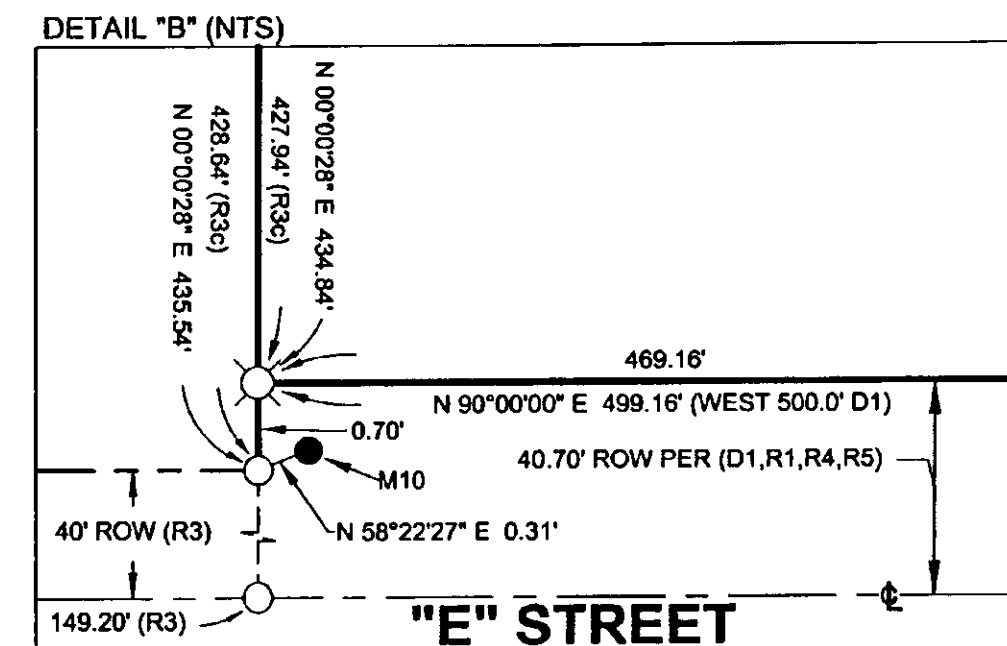 DETAIL "B" (NTS)
N 00°00'28" E 435.54'
428.64' (R3c)
427.94' (R3c)
N 00°00'28" E 434.84'
469.16'
N 90°00'00" E 499.16' (WEST 500.0' D1)
0.70'
40.70' ROW PER (D1,R1,R4,R5)
M10
40' ROW (R3)
N 58°22'27" E 0.31'
149.20' (R3)
"E" STREET
℄